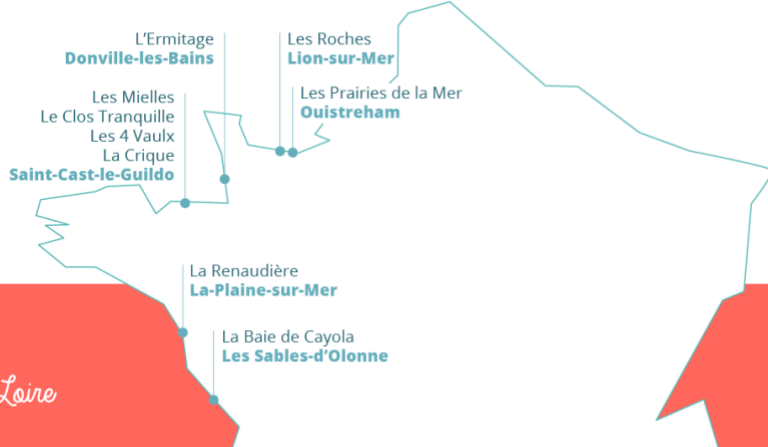 L’Ermitage
Donville-les-Bains
Les Roches
Lion-sur-Mer
Les Mielles
Le Clos Tranquille
Les 4 Vaulx
La Crique
Saint-Cast-le-Guildo
Les Prairies de la Mer
Ouistreham
La Renaudière
La-Plaine-sur-Mer
La Baie de Cayola
Les Sables-d’Olonne
Loire